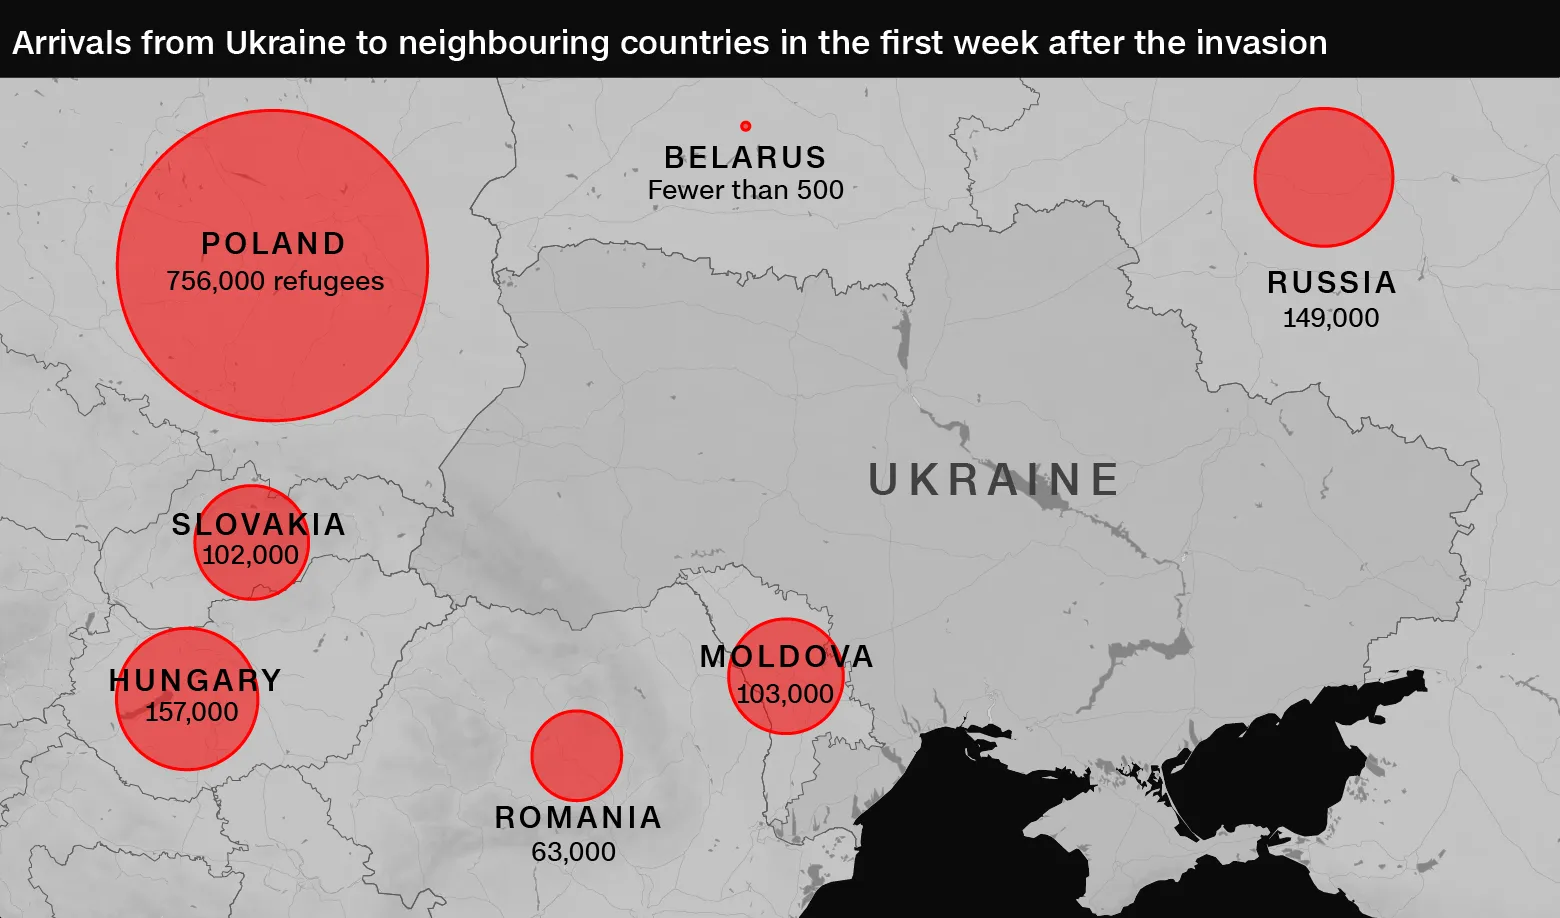 Arrivals from Ukraine to neighbouring countries in the first week after the invasion
BELARUS
Fewer than 500
POLAND
756,000 refugees
RUSSIA
149,000
UKRAINE
SLOVAKIA
102,000
MOLDOVA
103,000
HUNGARY
157,000
ROMANIA
63,000